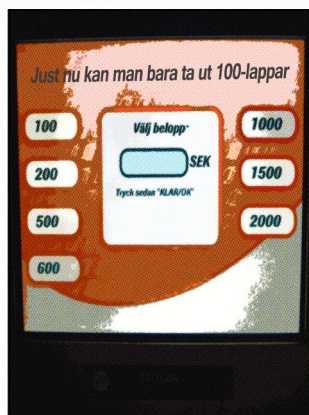 Just nu kan man bara ta ut 100-lappar
100
200
500
600
Välj belopp·
SEK
Tryck sedan "KLAR/OK"
1000
1500
2000